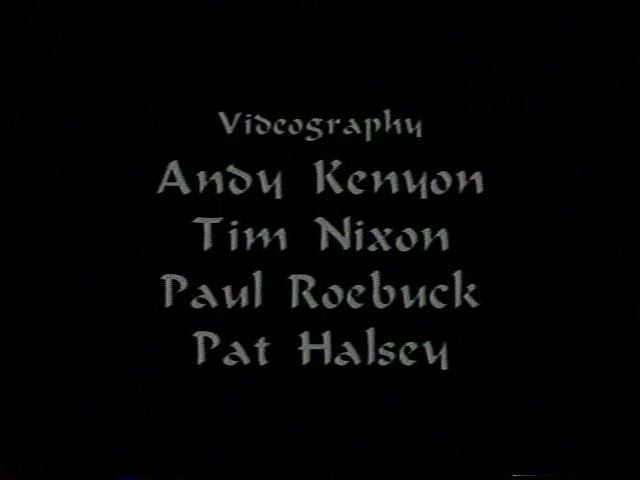 Videography
Andy Kenyon
Tim Nixon
Paul Roebuck
Pat Halsey